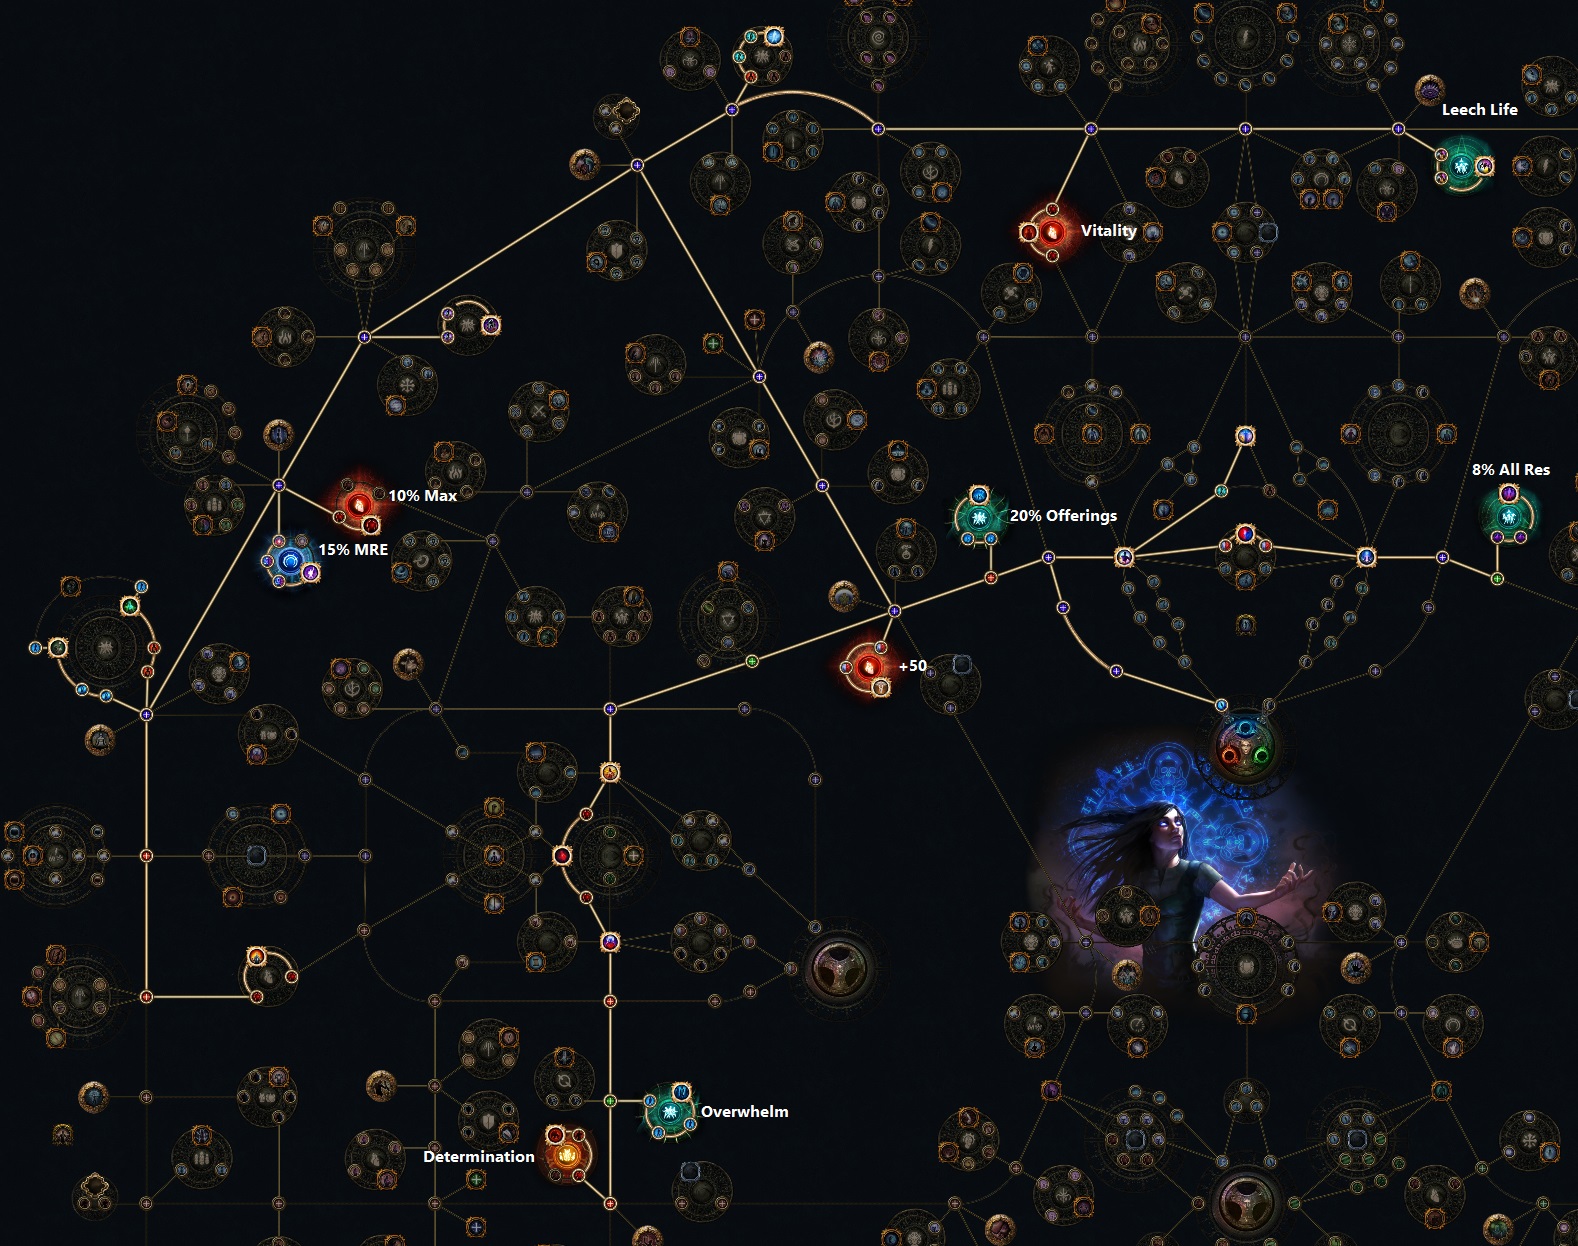 Leech Life
Vitality
8% All Res
10% Max
20% Offerings
15% MRE
+50
Overwhelm
Determination